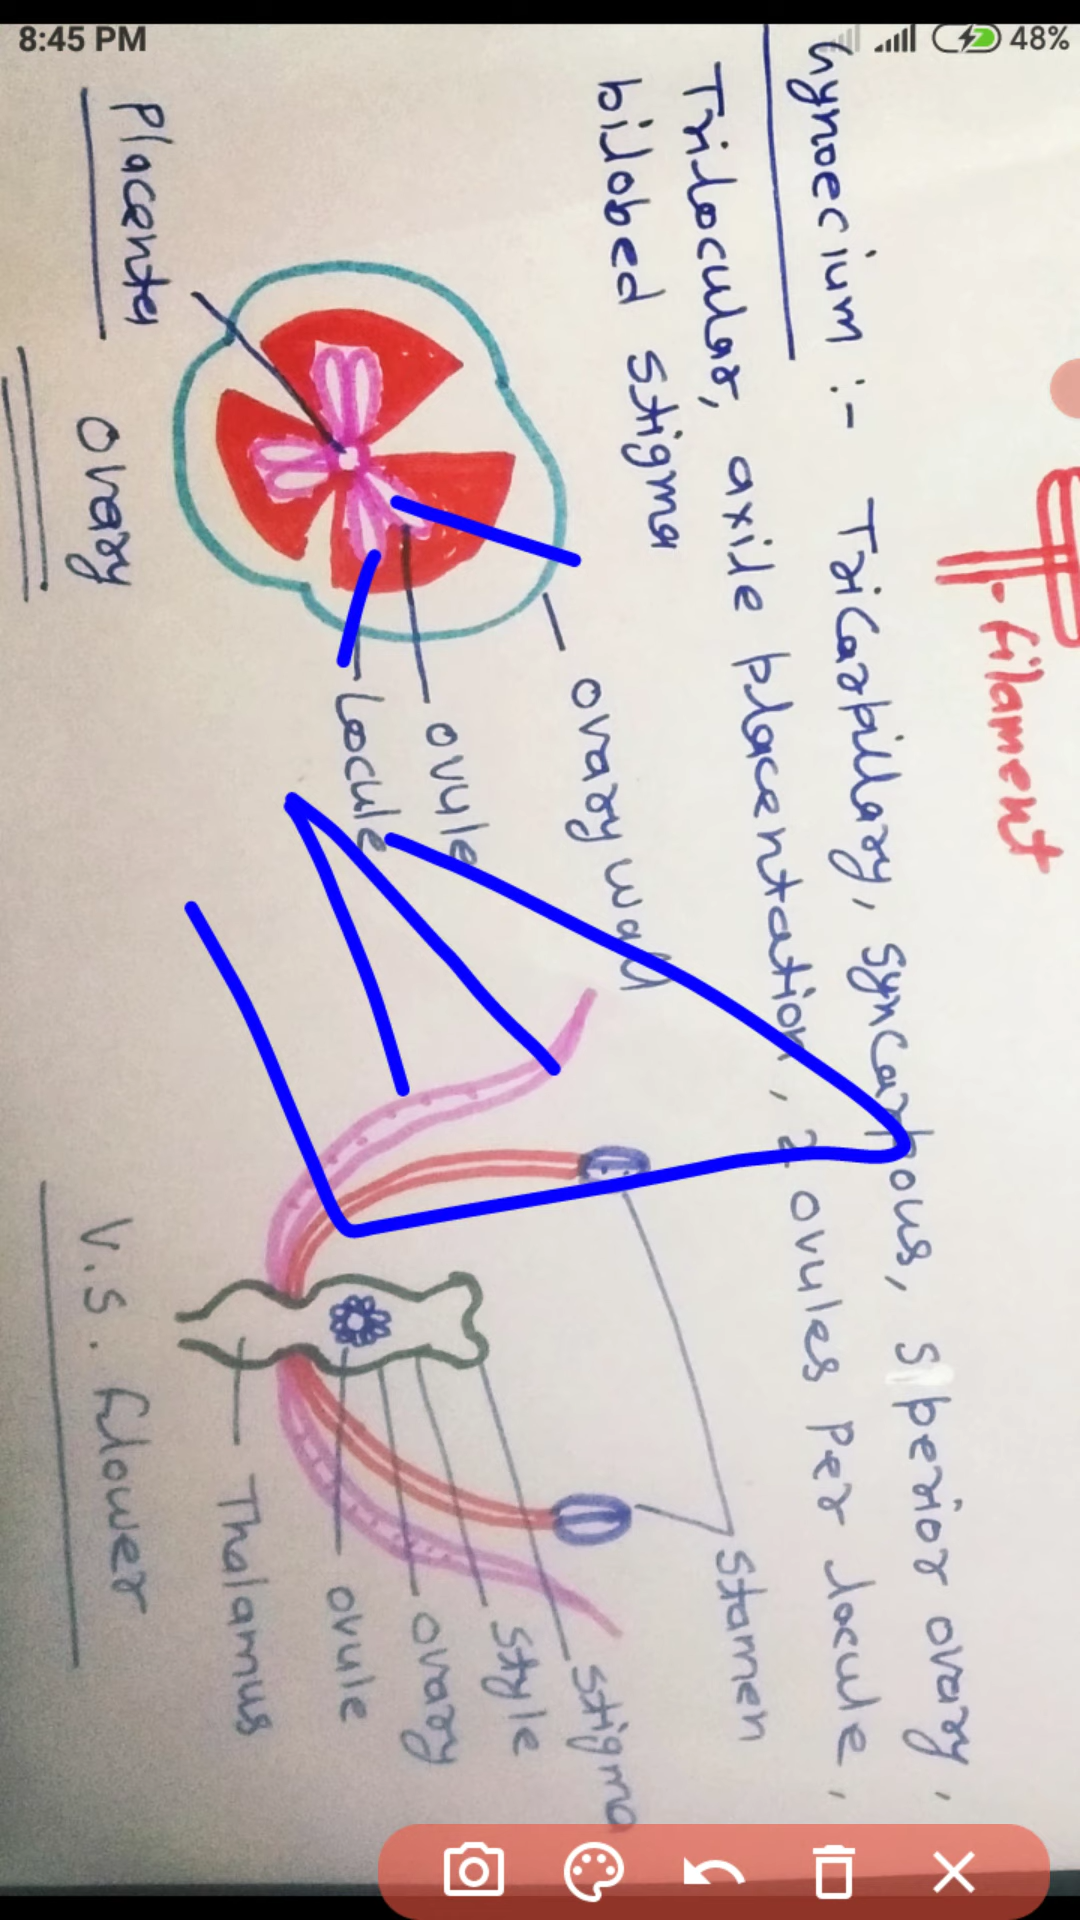 8:45 PM
48%
filament
Gynoecium :- Tricarpillary, syncarpous, Sperior ovary,
Trilocular, axile placentation, 2 ovules per locule,
bilobed stigma
ovary wall
ovule
Locule
Placenta
ovary
Stamen
Stigma
Style
ovary
ovule
Thalamus
V.S. flower